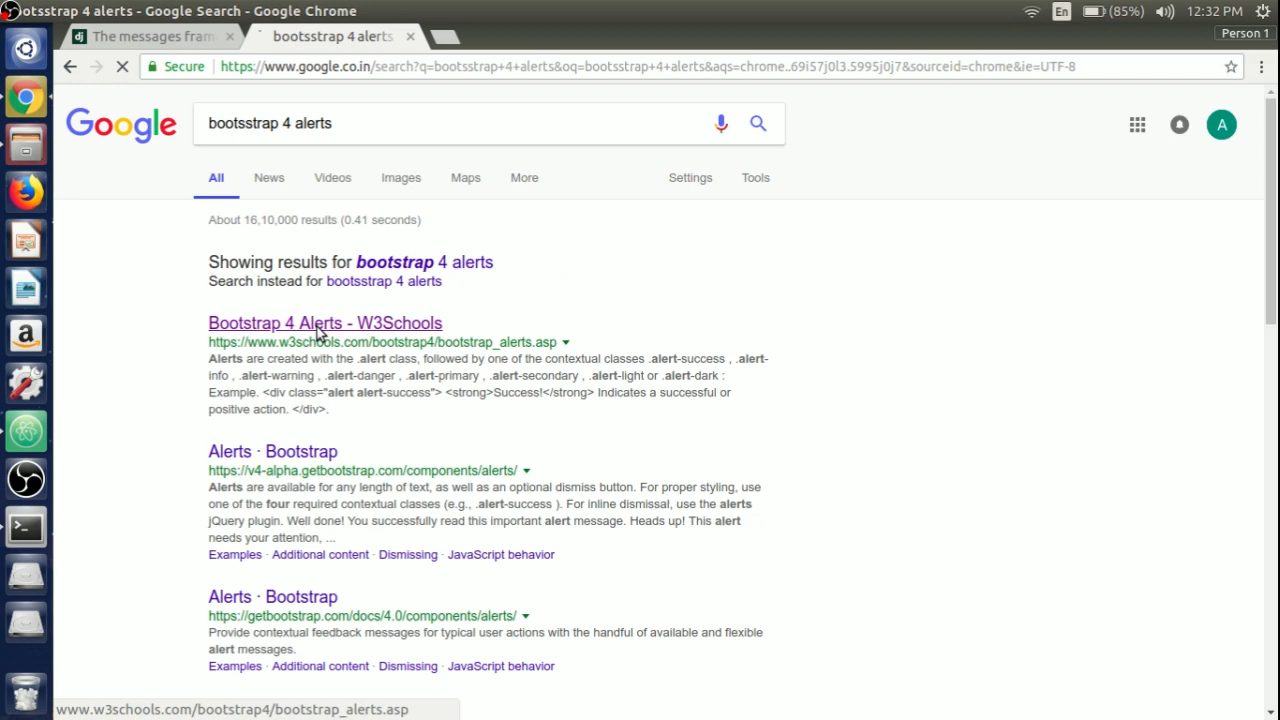 otsstrap 4 alerts - Google Search - Google Chrome
En
(85%)
12:32 PM
The messages fram
bootsstrap 4 alerts
Person 1
Secure
https://www.google.co.in/search?q=bootsstrap+4+alerts&oq=bootsstrap+4+alerts&aqs=chrome..69i57j0l3.5995j0j7&sourceid=chrome&ie=UTF-8
Google
bootsstrap 4 alerts
A
All
News
Videos
Images
Maps
More
Settings
Tools
About 16,10,000 results (0.41 seconds)
Showing results for bootstrap 4 alerts
Search instead for bootsstrap 4 alerts
Bootstrap 4 Alerts - W3Schools
https://www.w3schools.com/bootstrap4/bootstrap_alerts.asp
Alerts are created with the .alert class, followed by one of the contextual classes .alert-success , .alert-
info , .alert-warning , .alert-danger , .alert-primary , .alert-secondary , .alert-light or .alert-dark :
Example. <div class="alert alert-success"> <strong>Success!</strong> Indicates a successful or
positive action. </div>.
Alerts · Bootstrap
https://v4-alpha.getbootstrap.com/components/alerts/
Alerts are available for any length of text, as well as an optional dismiss button. For proper styling, use
one of the four required contextual classes (e.g., .alert-success ). For inline dismissal, use the alerts
jQuery plugin. Well done! You successfully read this important alert message. Heads up! This alert
needs your attention, ...
Examples · Additional content · Dismissing · JavaScript behavior
Alerts · Bootstrap
https://getbootstrap.com/docs/4.0/components/alerts/
Provide contextual feedback messages for typical user actions with the handful of available and flexible
alert messages.
Examples · Additional content · Dismissing · JavaScript behavior
www.w3schools.com/bootstrap4/bootstrap_alerts.asp